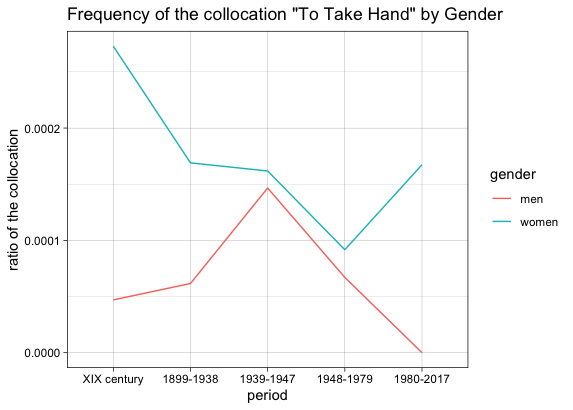 Frequency of the collocation "To Take Hand" by Gender
ratio of the collocation
0.0002
0.0001
0.0000
XIX century 1899-1938 1939-1947 1948-1979 1980-2017
period
gender
men
women